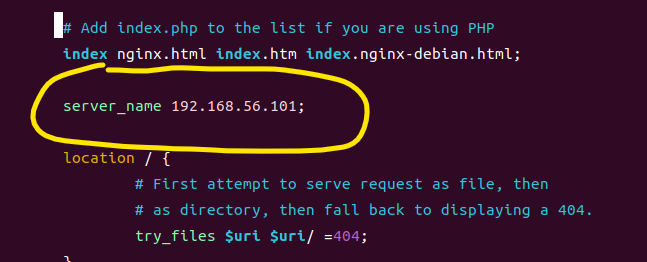 # Add index.php to the list if you are using PHP
index nginx.html index.htm index.nginx-debian.html;
server_name 192.168.56.101;
location / {
# First attempt to serve request as file, then
# as directory, then fall back to displaying a 404.
try_files $uri $uri/ =404;
}